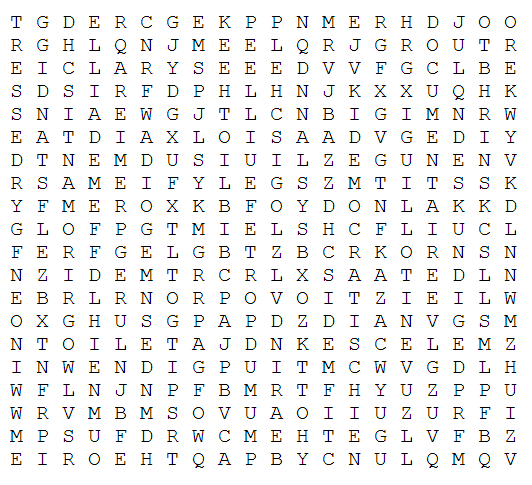 T G D E R C G E K P P N M E R H D J O O
R G H L Q N J M E E L Q R J G R O U T R
E I C L A R Y S E E E D V V F G C L B E
S D S I R F D P H L H N J K X X U Q H K
S N I A E W G J T L C N B I G I M N R W
E A T D I A X L O I S A A D V G E D I Y
D T N E M D U S I U I L Z E G U N E N V
R S A M E I F Y L E G S Z M T I T S S K
Y F M E R O X K B F O Y D O N L A K K D
G L O F P G T M I E L S H C F L I U C L
F E R F G E L G B T Z B C R K O R N S N
N Z I D E M T R C R L X S A A T E D L N
E B R L R N O R P O V O I T Z I E I L W
O X G H U S G P A P D Z D I A N V G S M
N T O I L E T A J D N K E S C E L E M Z
I N W E N D I G P U I T M C W V G D L H
W F L N J N P F B M R T F H Y U Z P P U
W R V M B M S O V U A O I I U Z U R F I
M P S U F D R W C M E H T E G L V F B Z
E I R O E H T Q A P B Y C N U L Q M Q V